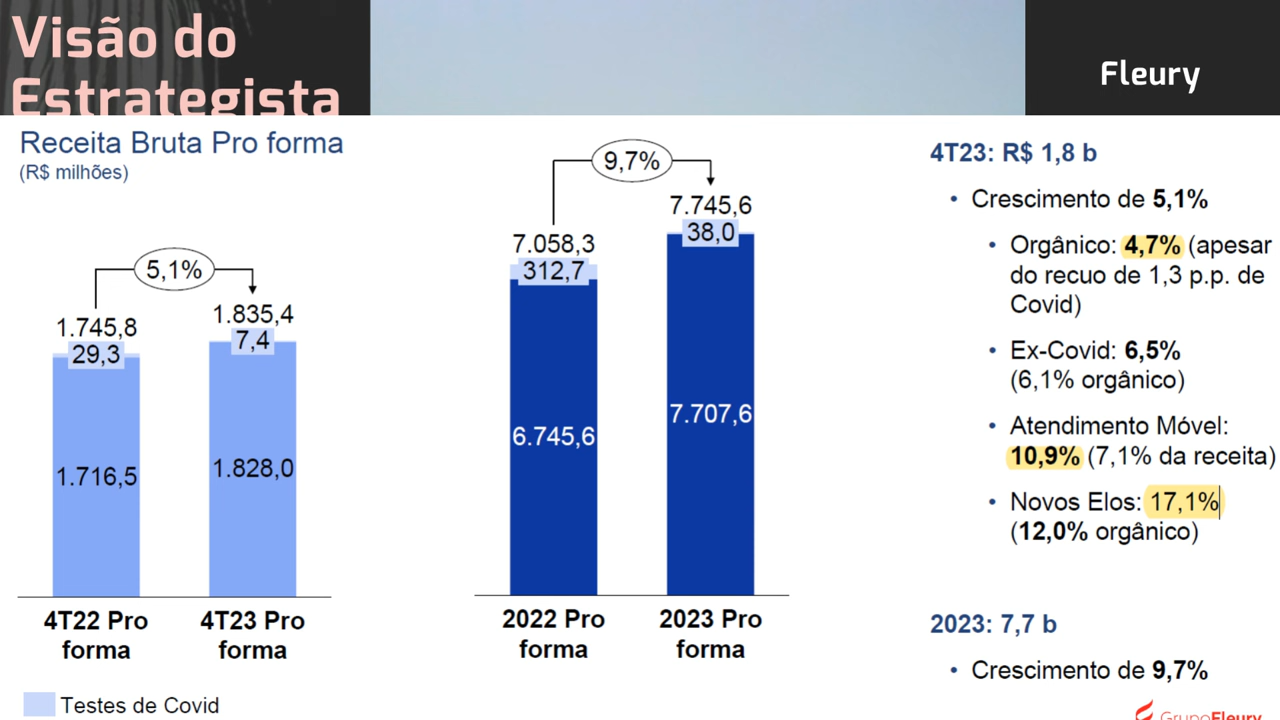 Visão do
Estrategista
Fleury
Receita Bruta Pro forma
(R$ milhões)
5,1%
1.745,8
29,3
1.716,5
1.835,4
7,4
1.828,0
4T22 Pro
forma
4T23 Pro
forma
Testes de Covid
9,7%
7.058,3
312,7
6.745,6
7.745,6
38,0
7.707,6
2022 Pro
forma
2023 Pro
forma
4T23: R$ 1,8 b
• Crescimento de 5,1%
• Orgânico: 4,7% (apesar
do recuo de 1,3 p.p. de
Covid)
• Ex-Covid: 6,5%
(6,1% orgânico)
• Atendimento Móvel:
10,9% (7,1% da receita)
• Novos Elos: 17,1%
(12,0% orgânico)
2023: 7,7 b
• Crescimento de 9,7%
GrupoFleury